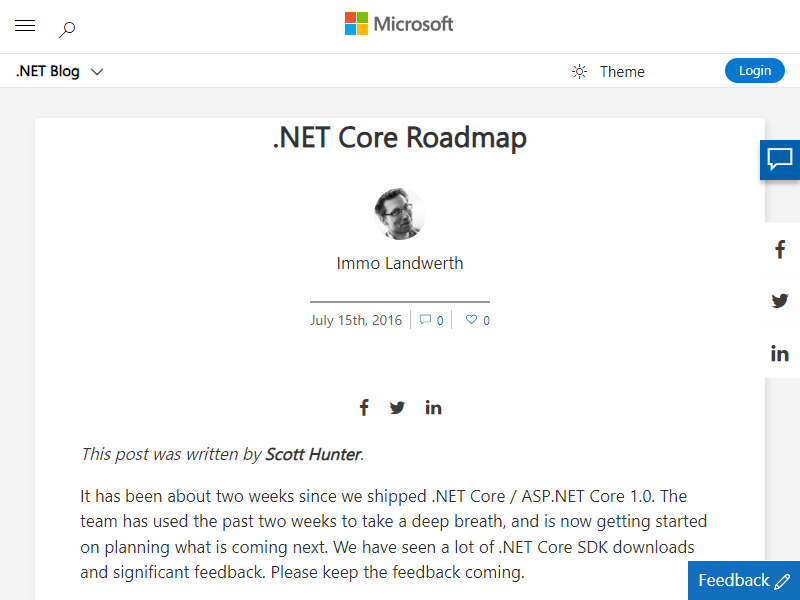 Microsoft
.NET Blog
Theme
Login
.NET Core Roadmap
Immo Landwerth
July 15th, 2016
0
0
This post was written by Scott Hunter.
It has been about two weeks since we shipped .NET Core / ASP.NET Core 1.0. The
team has used the past two weeks to take a deep breath, and is now getting started
on planning what is coming next. We have seen a lot of .NET Core SDK downloads
and significant feedback. Please keep the feedback coming.
Feedback